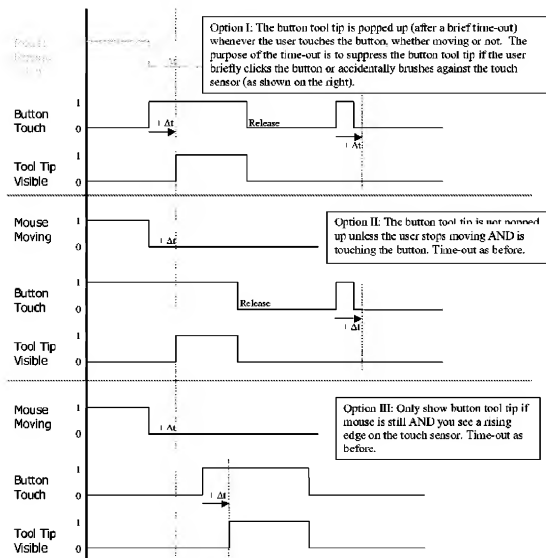 Option I: The button tool tip is popped up (after a brief time-out)
whenever the user touches the button, whether moving or not. The
purpose of the time-out is to suppress the button tool tip if the user
briefly clicks the button or accidentally brushes against the touch
sensor (as shown on the right).
Button
Touch
1
0
+ Δt
Release
+ Δt
Tool Tip
Visible
1
0
Mouse
Moving
1
0
+ Δt
Option II: The button tool tip is not popped
up unless the user stops moving AND is
touching the button. Time-out as before.
Button
Touch
1
0
Release
+ Δt
Tool Tip
Visible
1
0
Mouse
Moving
1
0
+ Δt
Option III: Only show button tool tip if
mouse is still AND you see a rising
edge on the touch sensor. Time-out as
before.
Button
Touch
1
0
+ Δt
Tool Tip
Visible
1
0